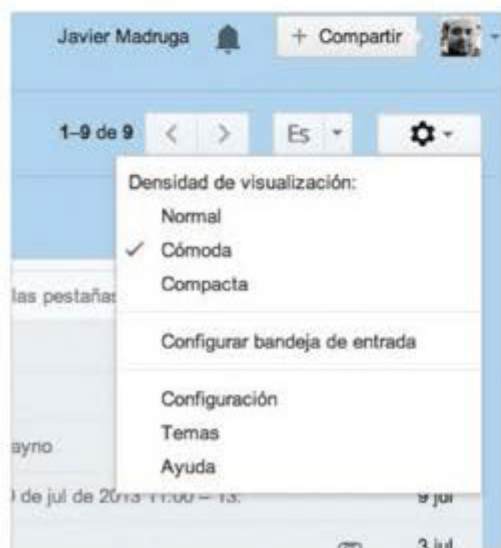 Javier Madruga
+ Compartir
1–9 de 9
Es
Densidad de visualización:
Normal
Cómoda
Compacta
las pestañas
Configurar bandeja de entrada
Configuración
Temas
ayno
Ayuda
de jul de 2013 11:00 – 13:
9 jul
3 jul